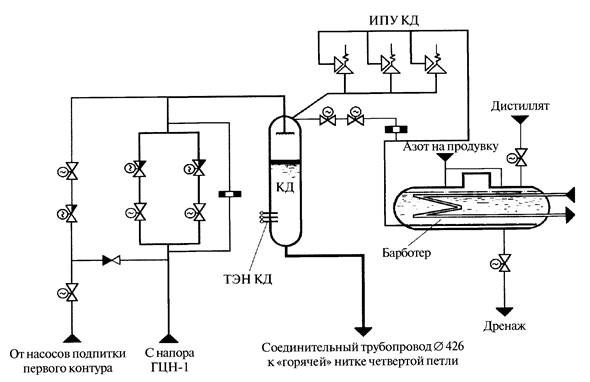 ИПУ КД
Дистиллят
Азот на продувку
КД
Барботер
ТЭН КД
Дренаж
От насосов подпитки
первого контура
С напора
ГЦН-1
Соединительный трубопровод Ø 426
к «горячей» нитке четвертой петли